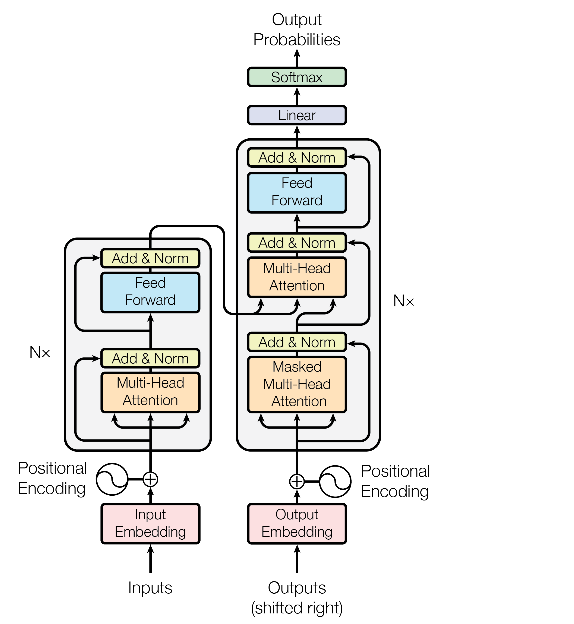 Output
Probabilities
Softmax
Linear
Add & Norm
Feed
Forward
Add & Norm
Multi-Head
Attention
Add & Norm
Masked
Multi-Head
Attention
N×
Add & Norm
Feed
Forward
Add & Norm
Multi-Head
Attention
N×
Positional
Encoding
Positional
Encoding
Input
Embedding
Output
Embedding
Inputs
Outputs
(shifted right)